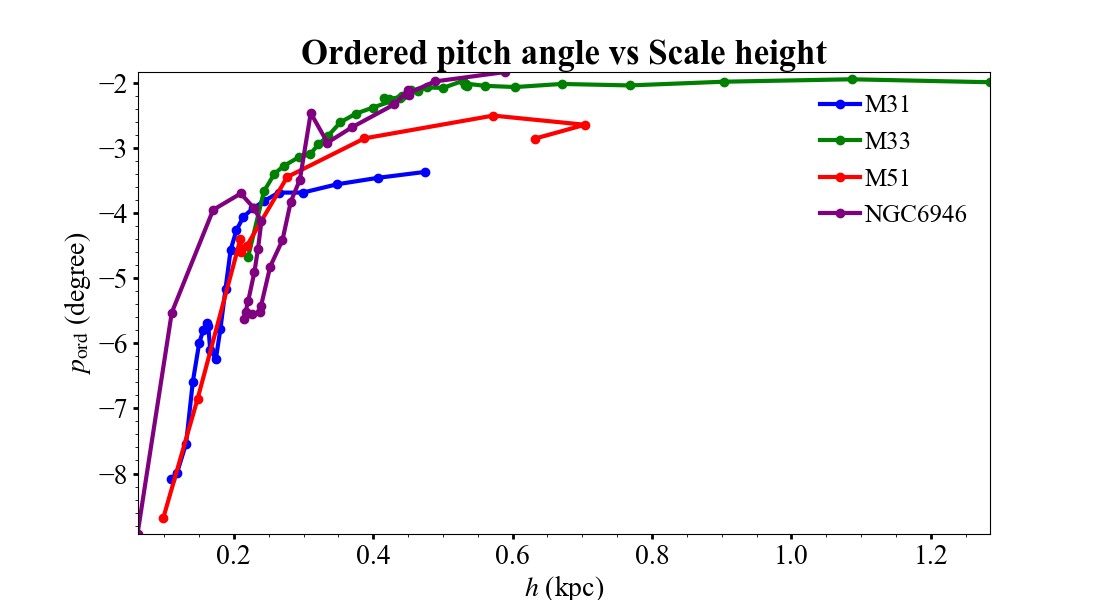 Ordered pitch angle vs Scale height
−2
−3
−4
−5
−6
−7
−8
p_ord (degree)
M31
M33
M51
NGC6946
0.2 0.4 0.6 0.8 1.0 1.2
h (kpc)